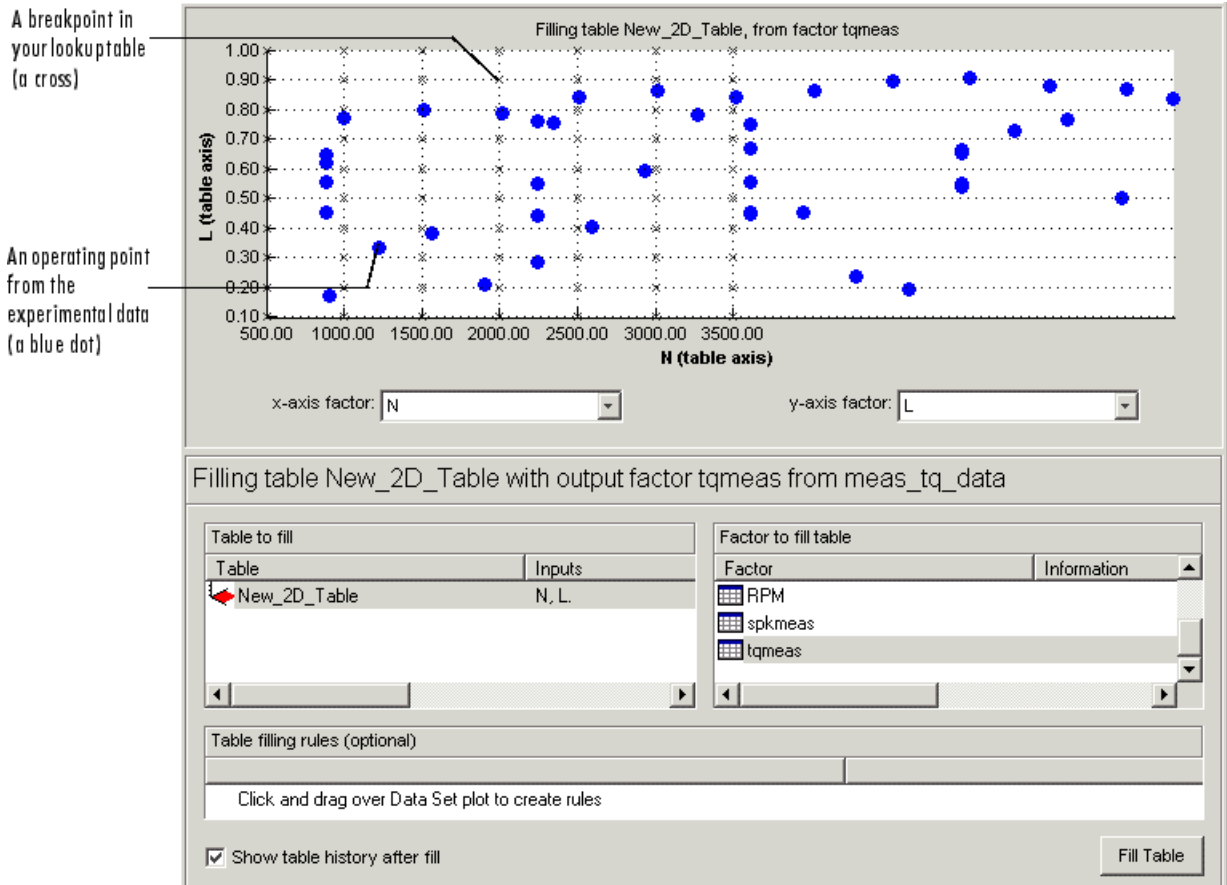 A breakpoint in
your lookup table
(a cross)
An operating point
from the
experimental data
(a blue dot)
Filling table New_2D_Table, from factor tqmeas
L (table axis)
1.00
0.90
0.80
0.70
0.60
0.50
0.40
0.30
0.20
0.10
500.00 1000.00 1500.00 2000.00 2500.00 3000.00 3500.00
N (table axis)
x-axis factor: N
y-axis factor: L
Filling table New_2D_Table with output factor tqmeas from meas_tq_data
Table to fill
Table Inputs
New_2D_Table N, L.
Factor to fill table
Factor Information
RPM
spkmeas
tqmeas
Table filling rules (optional)
Click and drag over Data Set plot to create rules
Show table history after fill
Fill Table